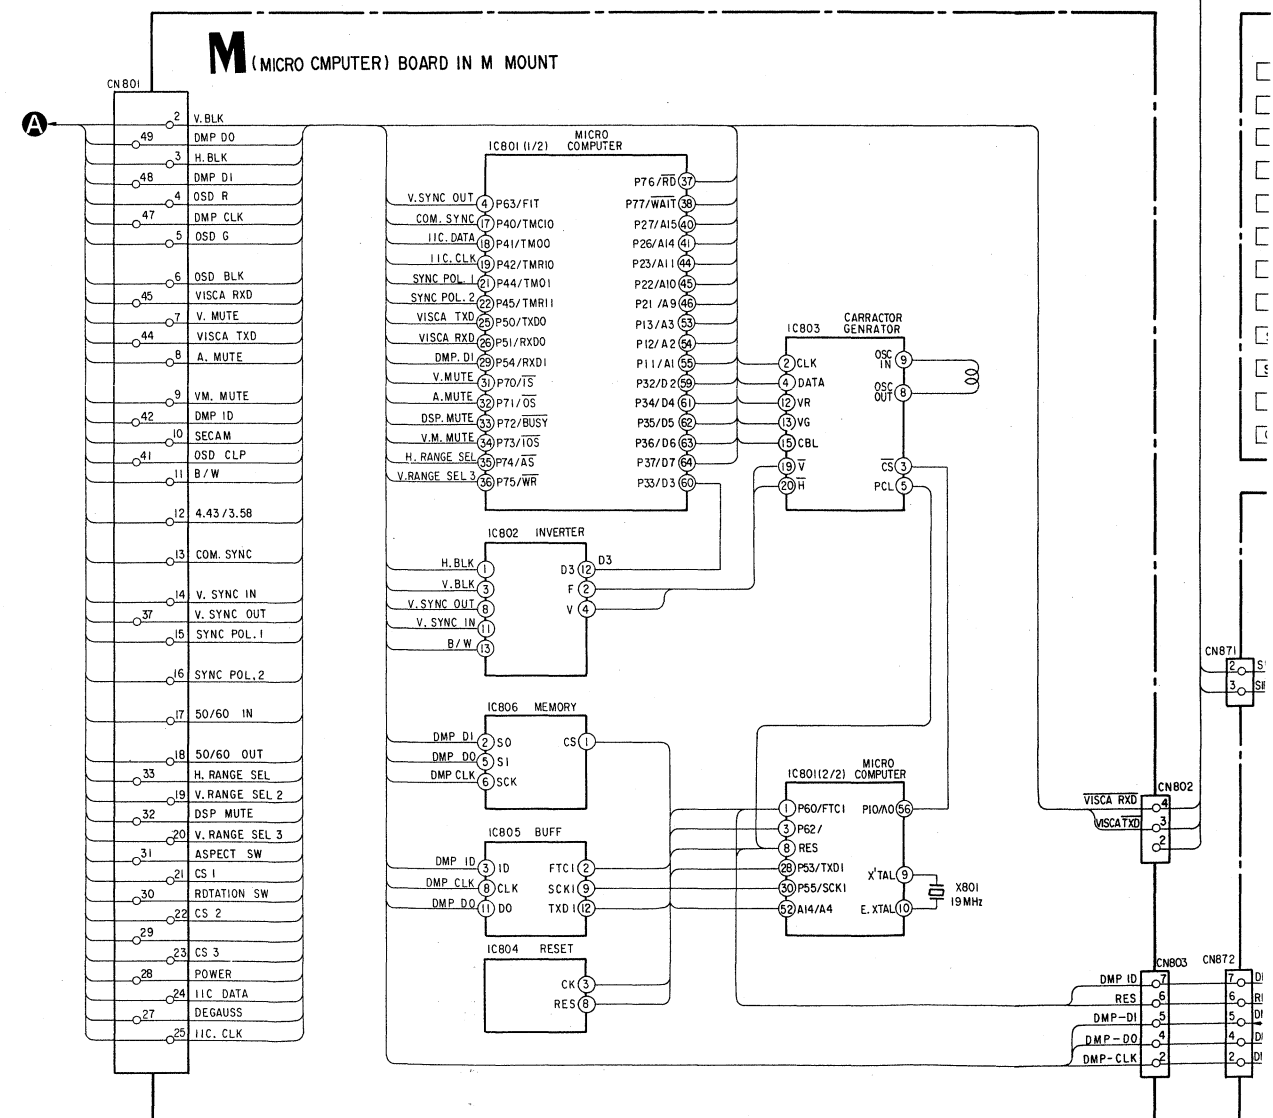 M (MICRO CMPUTER) BOARD IN M MOUNT
CN801
A
2 V.BLK
49 DMP DO
3 H.BLK
48 DMP DI
4 OSD R
47 DMP CLK
5 OSD G
6 OSD BLK
45 VISCA RXD
7 V. MUTE
44 VISCA TXD
8 A. MUTE
9 VM. MUTE
42 DMP ID
10 SECAM
41 OSD CLP
11 B/W
12 4.43/3.58
13 COM. SYNC
14 V. SYNC IN
37 V. SYNC OUT
15 SYNC POL.1
16 SYNC POL.2
17 50/60 IN
18 50/60 OUT
33 H. RANGE SEL
19 V. RANGE SEL 2
32 DSP MUTE
20 V. RANGE SEL 3
31 ASPECT SW
21 CS 1
30 RDTATION SW
22 CS 2
29
23 CS 3
28 POWER
24 IIC DATA
27 DEGAUSS
25 IIC. CLK
IC801 (1/2) MICRO COMPUTER
V.SYNC OUT 4 P63/FIT
COM. SYNC 17 P40/TMCIO
IIC.DATA 18 P41/TMOO
IIC.CLK 19 P42/TMRIO
SYNC POL. 1 21 P44/TMO1
SYNC POL. 2 22 P45/TMRI1
VISCA TXD 25 P50/TXDO
VISCA RXD 26 P51/RXDO
DMP. DI 29 P54/RXD1
V.MUTE 31 P70/IS
A.MUTE 32 P71/OS
DSP. MUTE 33 P72/BUSY
V.M. MUTE 34 P73/IOS
H. RANGE SEL 35 P74/AS
V.RANGE SEL 3 36 P75/WR
P76/RD 37
P77/WAIT 38
P27/A15 40
P26/A14 41
P23/A11 44
P22/A10 45
P21/A9 46
P13/A3 53
P12/A2 54
P11/A1 55
P32/D2 59
P34/D4 61
P35/D5 62
P36/D6 63
P37/D7 64
P33/D3 60
IC803 CARRACTOR GENRATOR
2 CLK
4 DATA
12 VR
13 VG
15 CBL
19 V
20 H
OSC IN 9
OSC OUT 8
CS 3
PCL 5
IC802 INVERTER
H.BLK 1
V.BLK 3
V.SYNC OUT 8
V. SYNC IN 11
B/W 13
D3 12 D3
F 2
V 4
IC806 MEMORY
DMP DI 2 SO
DMP DO 5 SI
DMP CLK 6 SCK
CS 1
IC805 BUFF
DMP ID 3 ID
DMP CLK 8 CLK
DMP DO 11 DO
FTC1 2
SCK1 9
TXD1 12
IC804 RESET
CK 3
RES 8
IC801(2/2) MICRO COMPUTER
1 P60/FTC1
3 P62/
8 RES
28 P53/TXD1
30 P55/SCK1
52 A14/A4
P10/A0 56
X'TAL 9
E.XTAL 10
X801 19MHz
CN802
VISCA RXD 4
VISCA TXD 3
2
CN803
DMP ID 7
RES 6
DMP-DI 5
DMP-DO 4
DMP-CLK 2
CN871
2 S
3 SI
CN872
7 D
6 R
5 D
4 D
2 D